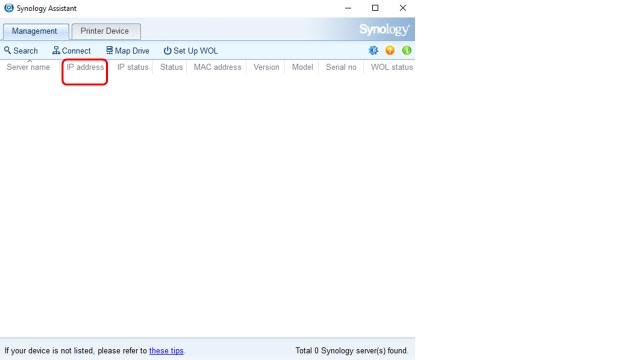 Synology Assistant
Management Printer Device Synology
Search Connect Map Drive Set Up WOL
Server name IP address IP status Status MAC address Version Model Serial no WOL status
If your device is not listed, please refer to these tips. Total 0 Synology server(s) found.